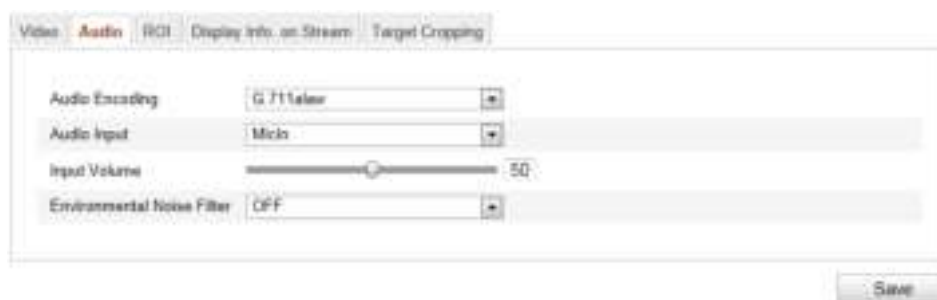 Video Audio ROI Display Info. on Stream Target Cropping
Audio Encoding G.711alaw
Audio Input MicIn
Input Volume 50
Environmental Noise Filter OFF
Save